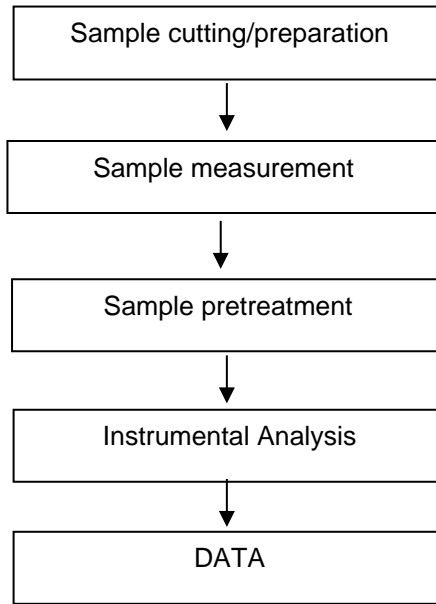 Sample cutting/preparation
Sample measurement
Sample pretreatment
Instrumental Analysis
DATA